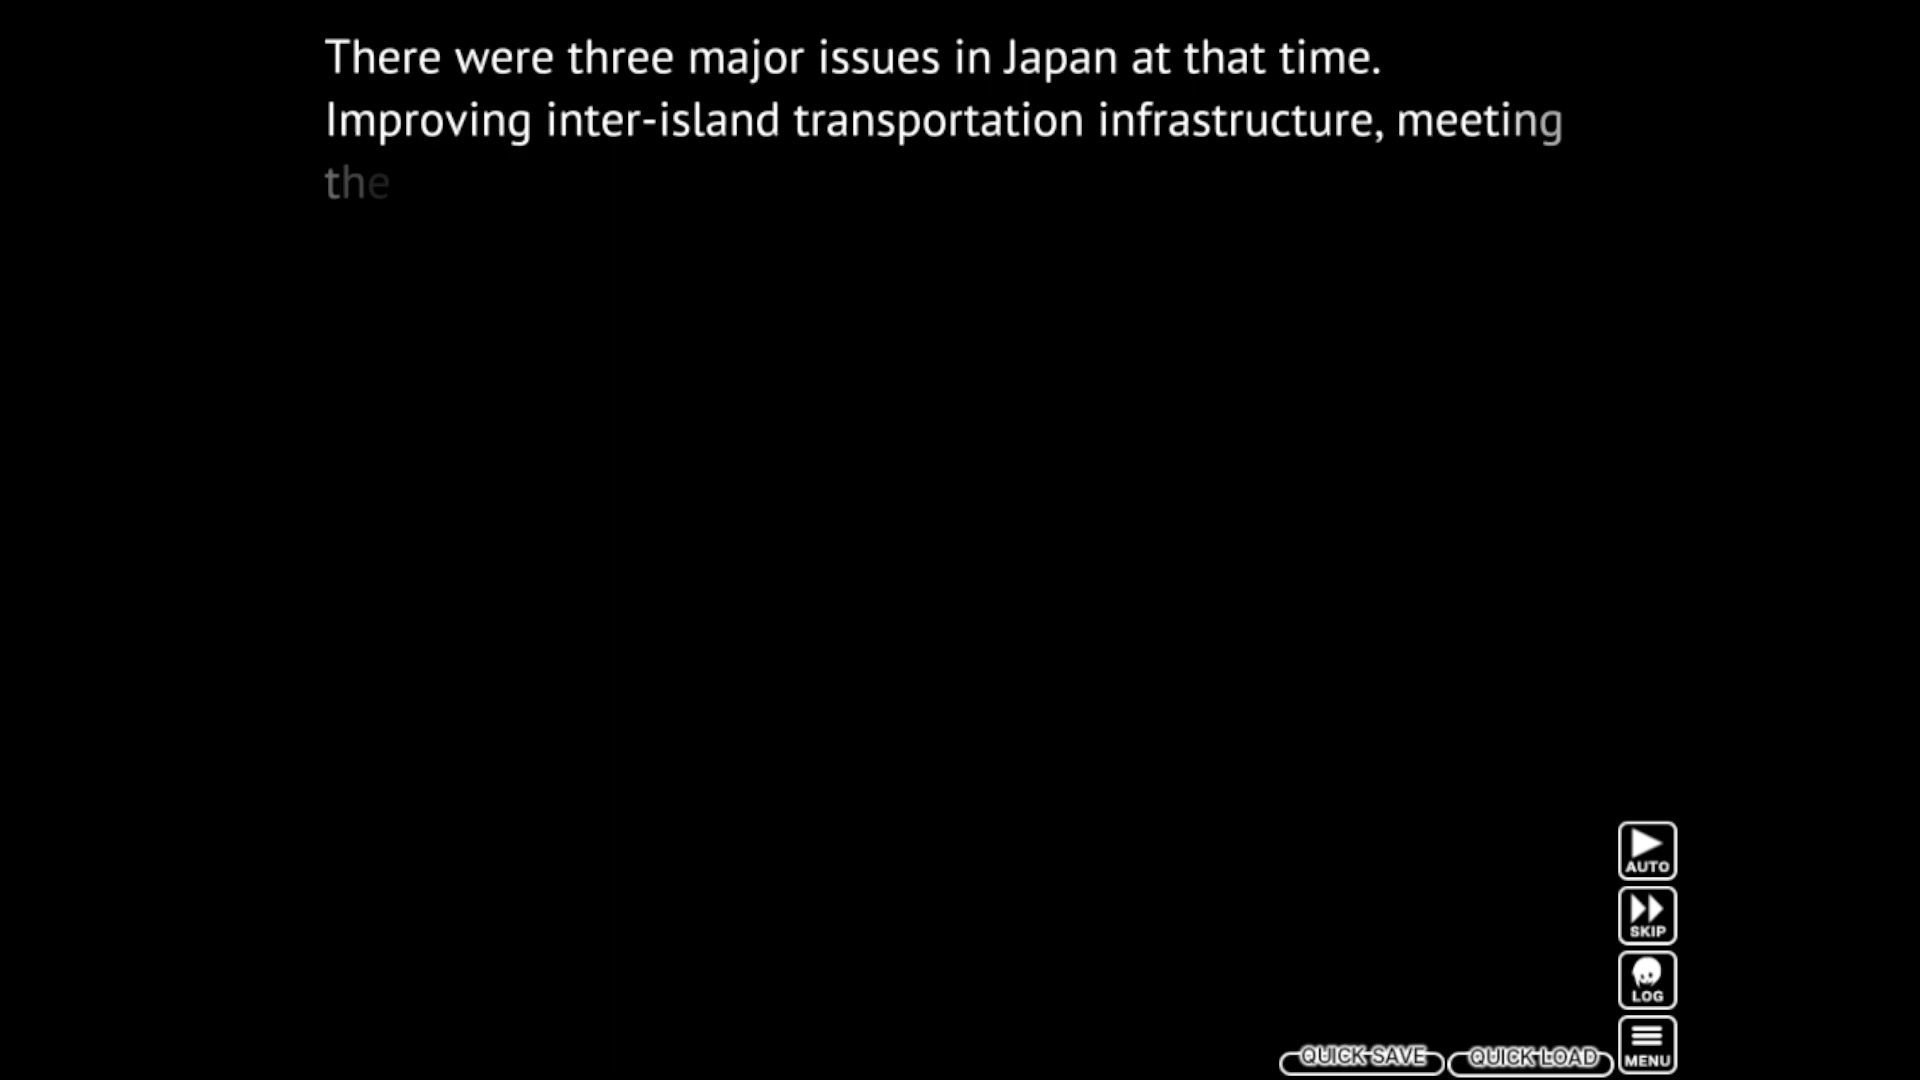 There were three major issues in Japan at that time.
Improving inter-island transportation infrastructure, meeting
the
AUTO
SKIP
LOG
MENU
QUICK SAVE
QUICK LOAD